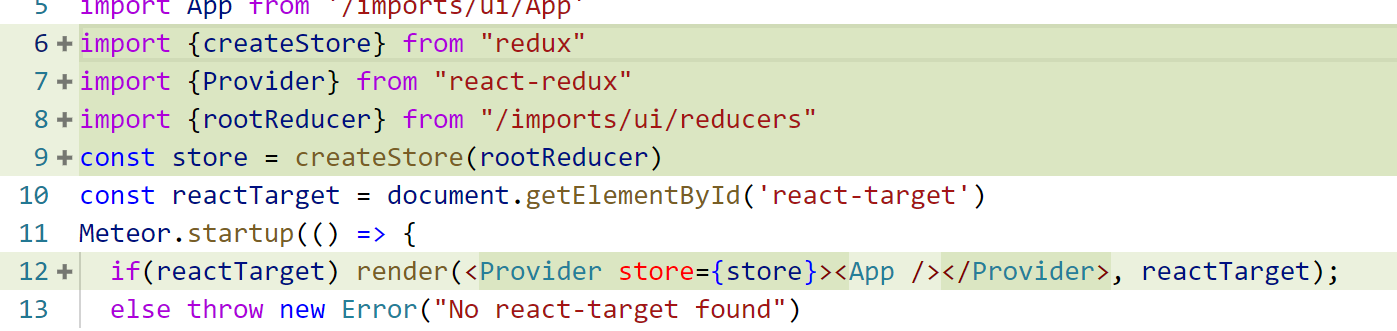 5 import App from '/imports/ui/App'
6 + import {createStore} from "redux"
7 + import {Provider} from "react-redux"
8 + import {rootReducer} from "/imports/ui/reducers"
9 + const store = createStore(rootReducer)
10 const reactTarget = document.getElementById('react-target')
11 Meteor.startup(() => {
12 + if(reactTarget) render(<Provider store={store}><App /></Provider>, reactTarget);
13 else throw new Error("No react-target found")